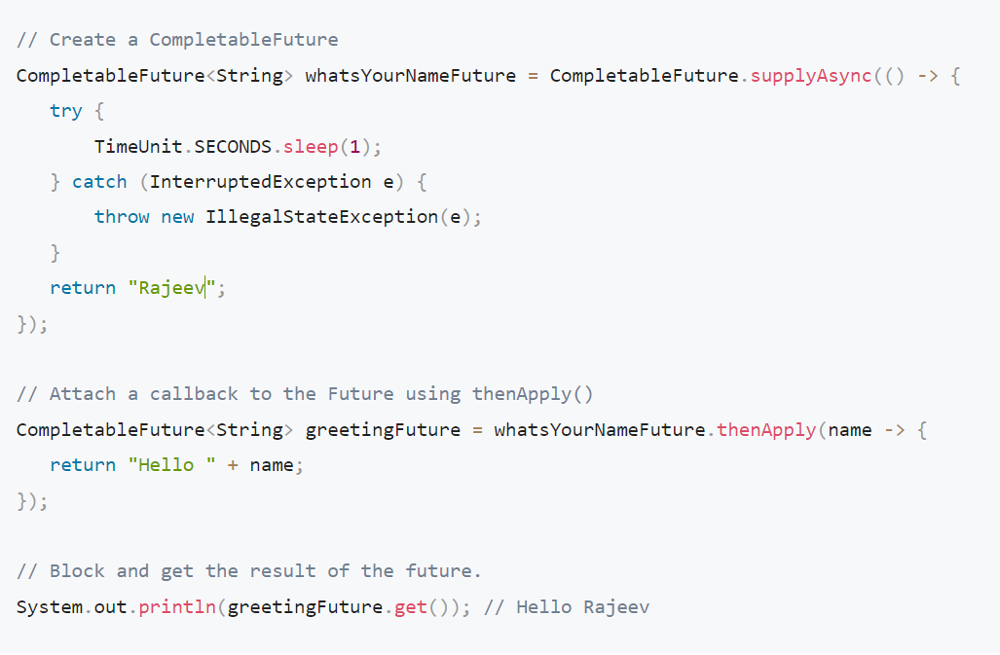 // Create a CompletableFuture
CompletableFuture<String> whatsYourNameFuture = CompletableFuture.supplyAsync(() -> {
   try {
       TimeUnit.SECONDS.sleep(1);
   } catch (InterruptedException e) {
       throw new IllegalStateException(e);
   }
   return "Rajeev";
});

// Attach a callback to the Future using thenApply()
CompletableFuture<String> greetingFuture = whatsYourNameFuture.thenApply(name -> {
   return "Hello " + name;
});

// Block and get the result of the future.
System.out.println(greetingFuture.get()); // Hello Rajeev